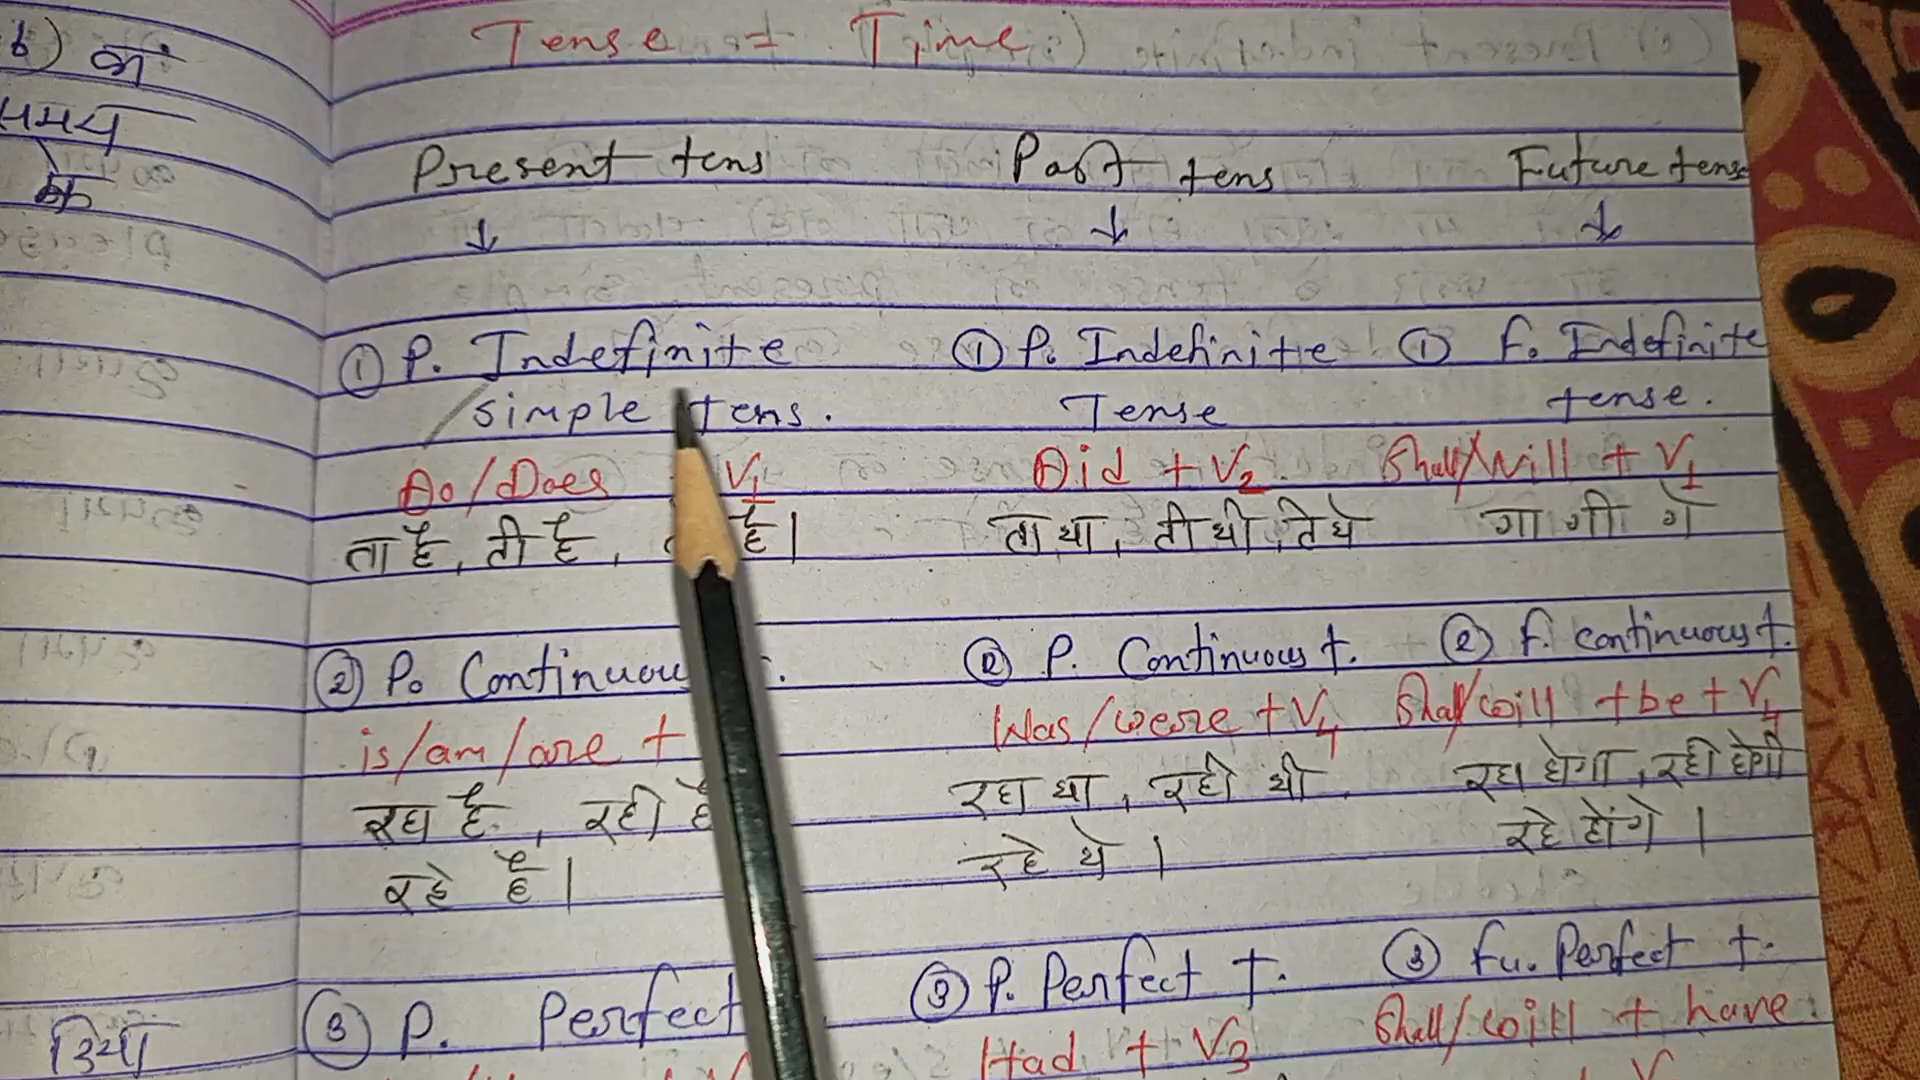 Tense = Time
Present tens Past tens Future tense
① P. Indefinite ① P. Indefinite ① F. Indefinite
/simple tens. Tense tense.
Do/Does V1 Did + V2 Shall/Will + V1
ता है, ती है, है। ता था, ती थी, ते थे गा गी गे
② P. Continuous ② P. Continuous t. ② F. continuous t.
is/am/are + Was/were + V4 Shall/will + be + V4
रहा है, रही है रहा था, रही थी रहा होगा, रही होगी
रहे है। रहे थे। रहे होंगे।
③ P. Perfect ③ P. Perfect T. ③ Fu. Perfect t.
Had + V3 Shall/will + have
समय